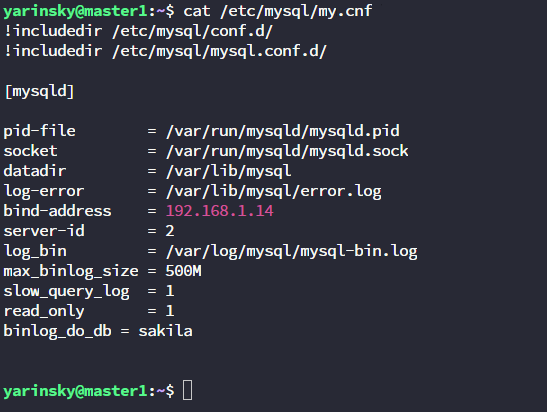 yarinsky@master1:~$ cat /etc/mysql/my.cnf
!includedir /etc/mysql/conf.d/
!includedir /etc/mysql/mysql.conf.d/
[mysqld]
pid-file        = /var/run/mysqld/mysqld.pid
socket          = /var/run/mysqld/mysqld.sock
datadir         = /var/lib/mysql
log-error       = /var/lib/mysql/error.log
bind-address    = 192.168.1.14
server-id       = 2
log_bin         = /var/log/mysql/mysql-bin.log
max_binlog_size = 500M
slow_query_log  = 1
read_only       = 1
binlog_do_db = sakila
yarinsky@master1:~$